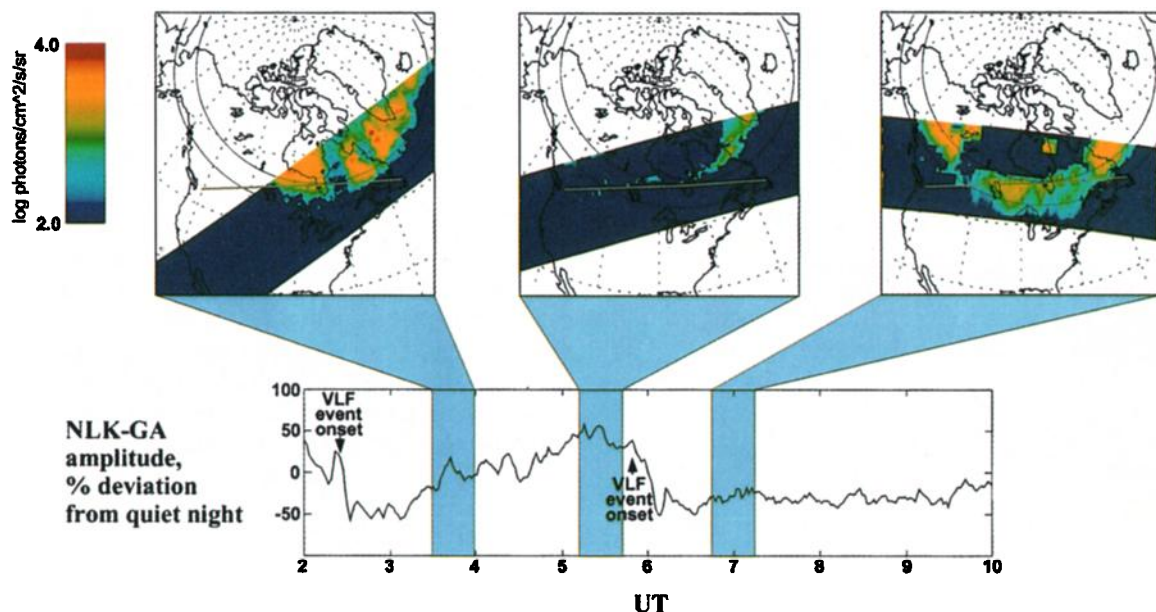 4.0
log photons/cm^2/s/sr
2.0
100
50
0
-50
VLF
event
onset
VLF
event
onset
NLK-GA
amplitude,
% deviation
from quiet night
2 3 4 5 6 7 8 9 10
UT